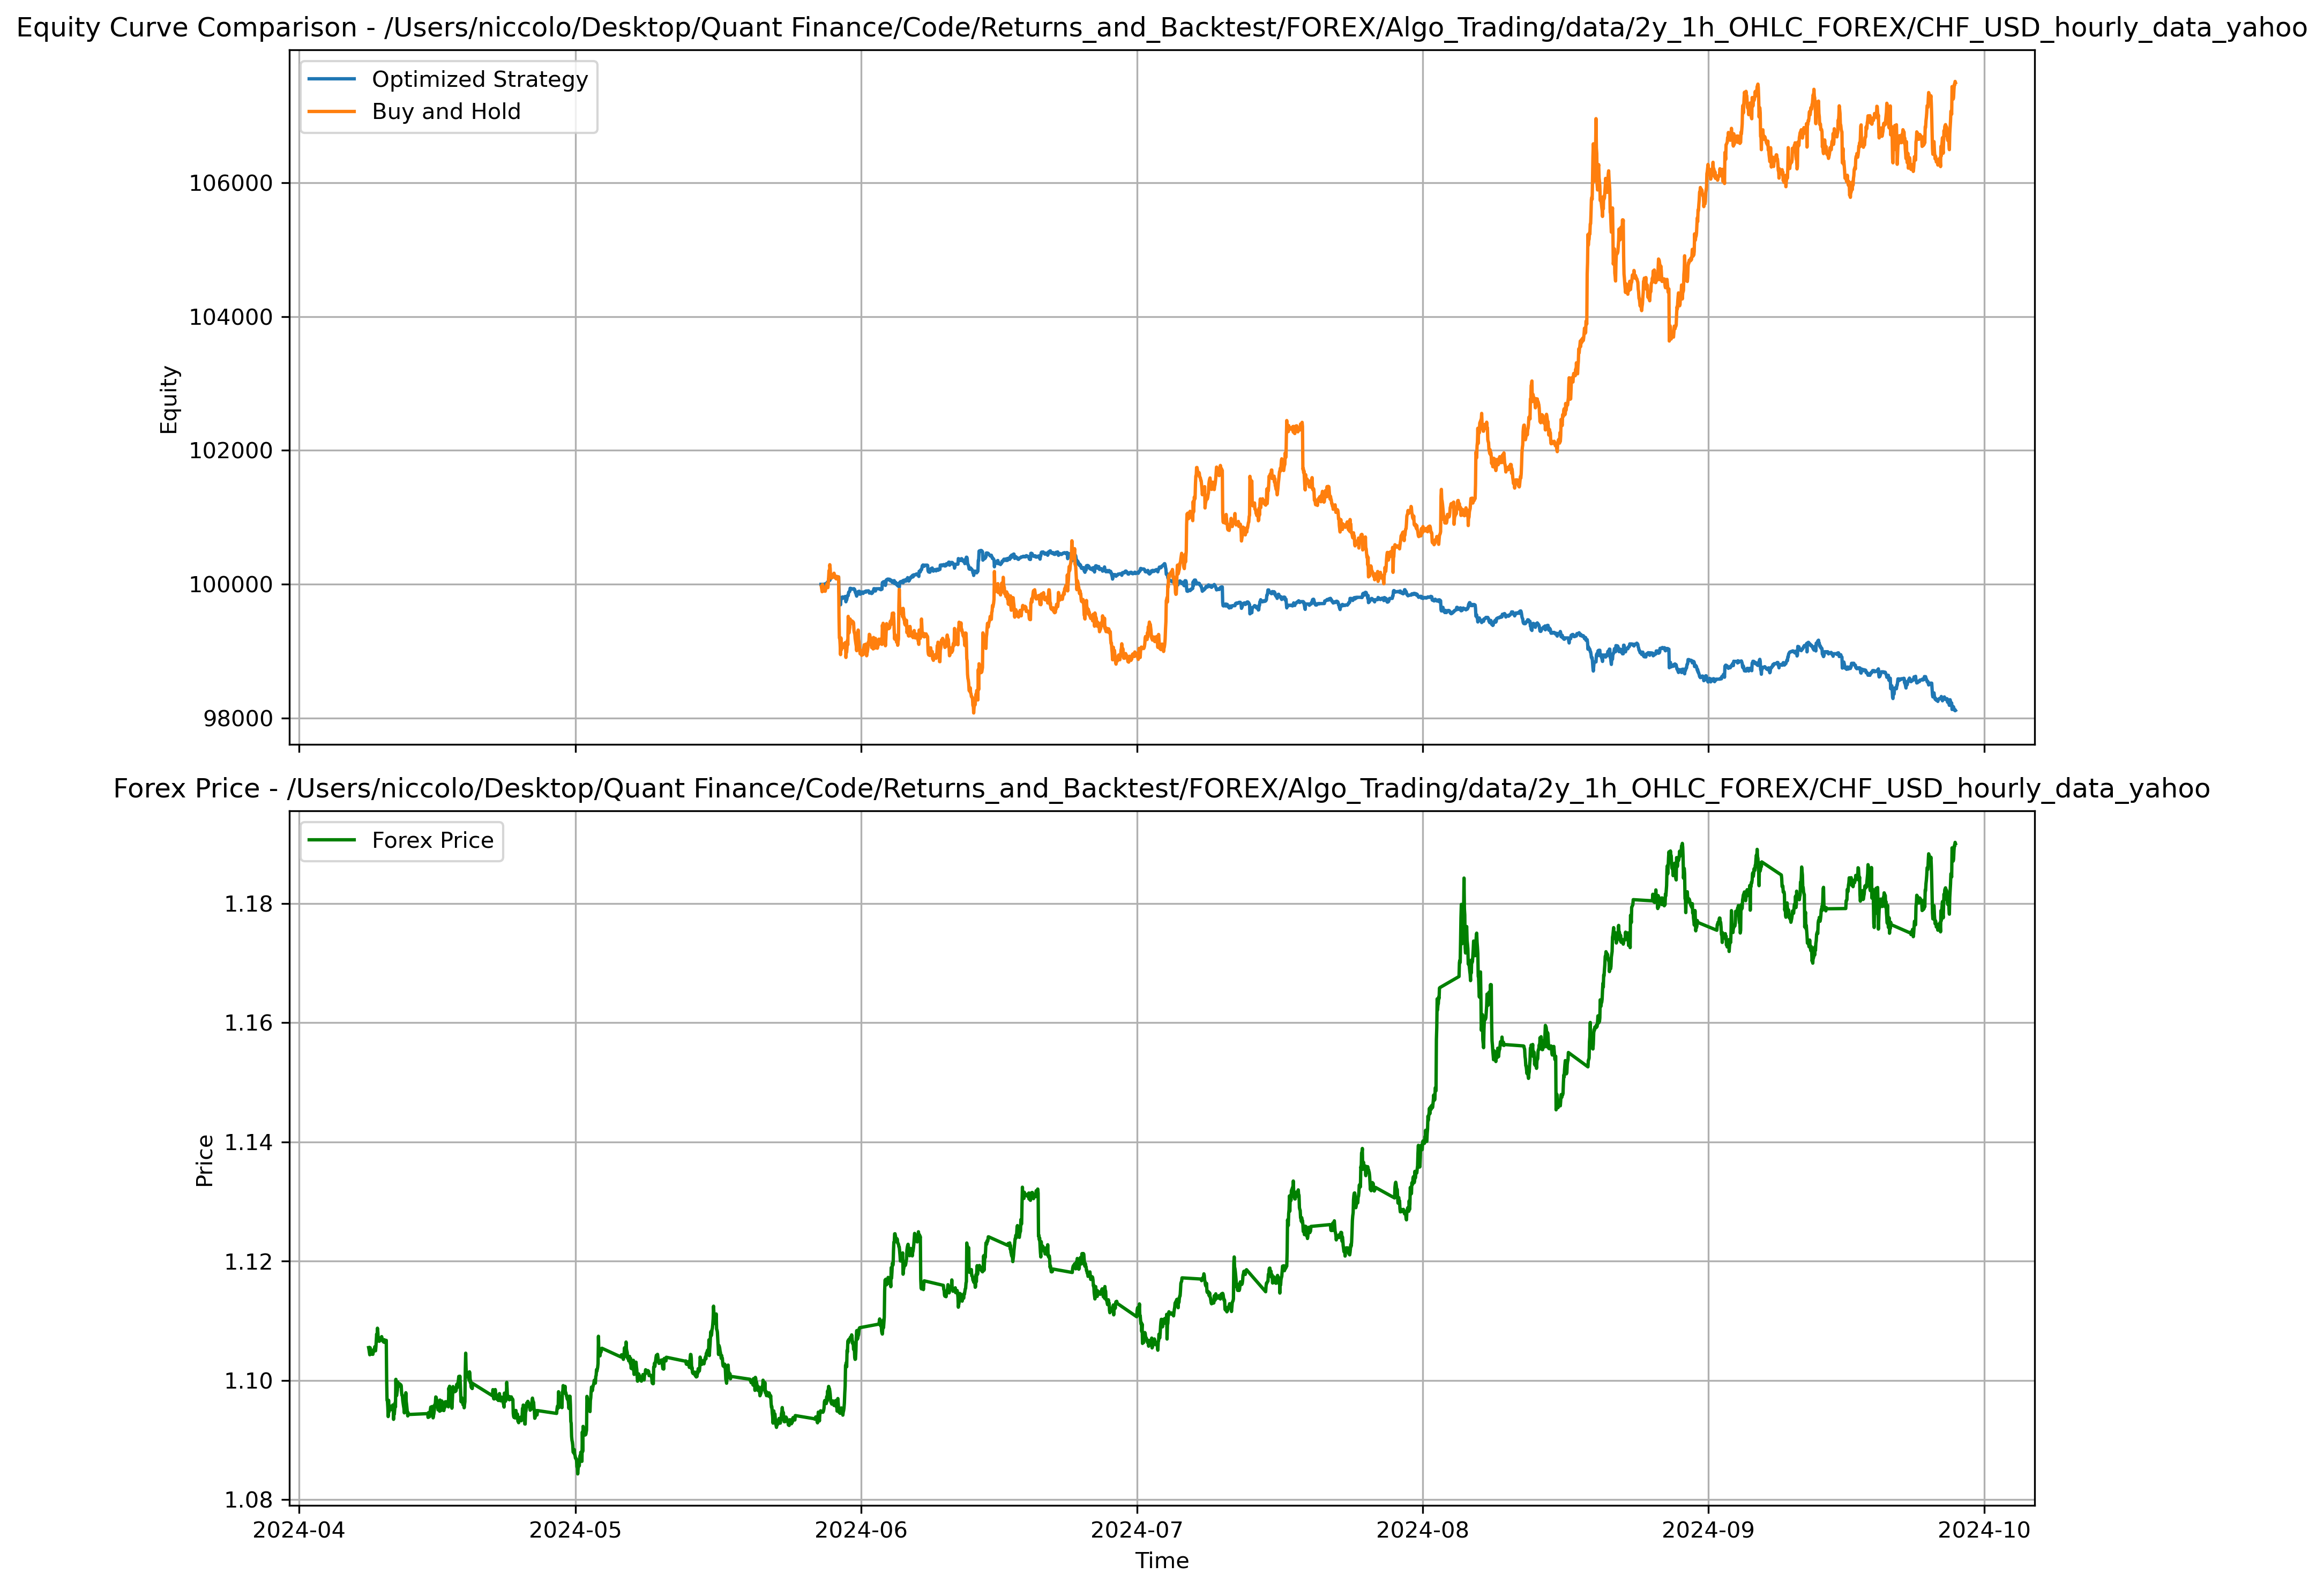 Equity Curve Comparison - /Users/niccolo/Desktop/Quant Finance/Code/Returns_and_Backtest/FOREX/Algo_Trading/data/2y_1h_OHLC_FOREX/CHF_USD_hourly_data_yahoo
Optimized Strategy
Buy and Hold
106000
104000
102000
100000
98000
Equity
Forex Price - /Users/niccolo/Desktop/Quant Finance/Code/Returns_and_Backtest/FOREX/Algo_Trading/data/2y_1h_OHLC_FOREX/CHF_USD_hourly_data_yahoo
Forex Price
1.18
1.16
1.14
1.12
1.10
1.08
Price
2024-04 2024-05 2024-06 2024-07 2024-08 2024-09 2024-10
Time